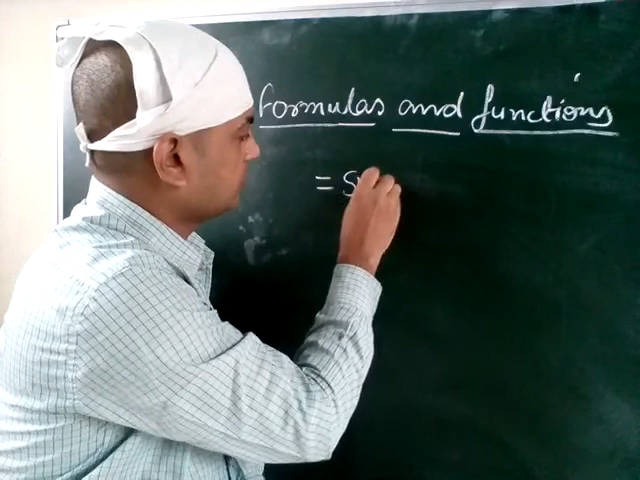 formulas and functions
= S